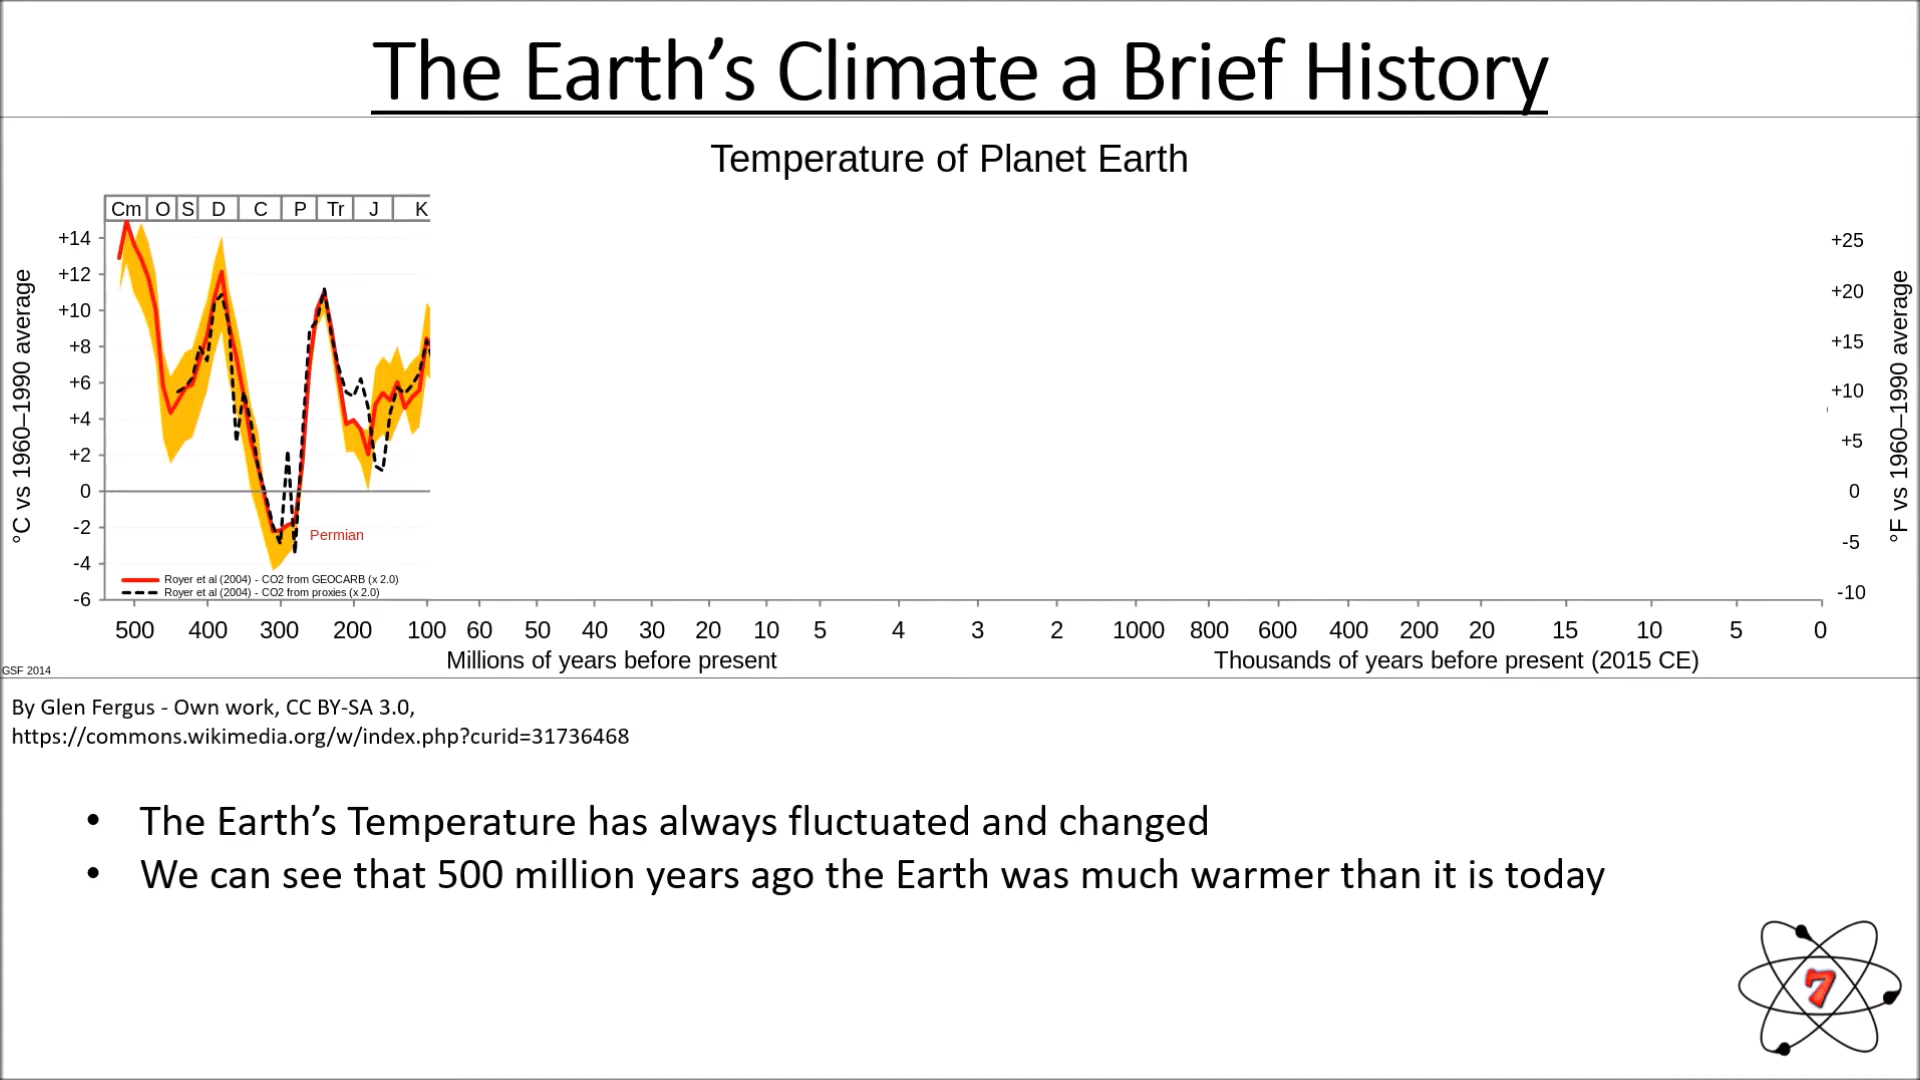 The Earth’s Climate a Brief History
Temperature of Planet Earth
Cm O S D C P Tr J K
+14
+12
+10
+8
+6
+4
+2
0
-2
-4
-6
°C vs 1960–1990 average
+25
+20
+15
+10
+5
0
-5
-10
°F vs 1960–1990 average
Permian
Royer et al (2004) - CO2 from GEOCARB (x 2.0)
Royer et al (2004) - CO2 from proxies (x 2.0)
500 400 300 200 100 60 50 40 30 20 10 5 4 3 2 1000 800 600 400 200 20 15 10 5 0
Millions of years before present
Thousands of years before present (2015 CE)
GSF 2014
By Glen Fergus - Own work, CC BY-SA 3.0,
https://commons.wikimedia.org/w/index.php?curid=31736468
• The Earth’s Temperature has always fluctuated and changed
• We can see that 500 million years ago the Earth was much warmer than it is today
7